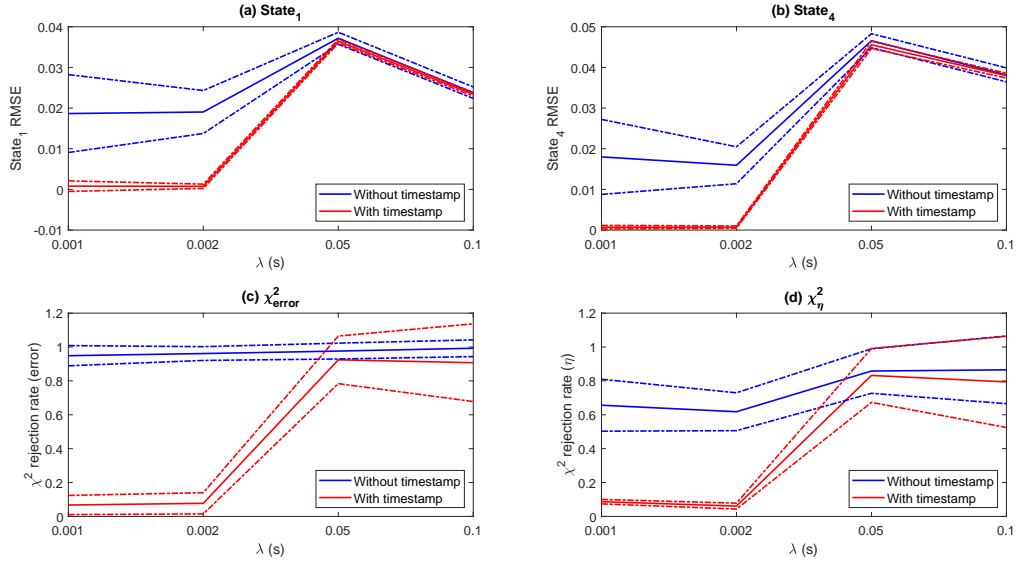 (a) State₁
State₁ RMSE
0.04
0.03
0.02
0.01
0
-0.01
0.001
0.002
0.05
0.1
λ (s)
Without timestamp
With timestamp
(b) State₄
State₄ RMSE
0.05
0.04
0.03
0.02
0.01
0
0.001
0.002
0.05
0.1
λ (s)
Without timestamp
With timestamp
(c) χ²error
χ² rejection rate (error)
1.2
1
0.8
0.6
0.4
0.2
0
0.001
0.002
0.05
0.1
λ (s)
Without timestamp
With timestamp
(d) χ²η
χ² rejection rate (η)
1.2
1
0.8
0.6
0.4
0.2
0
0.001
0.002
0.05
0.1
λ (s)
Without timestamp
With timestamp